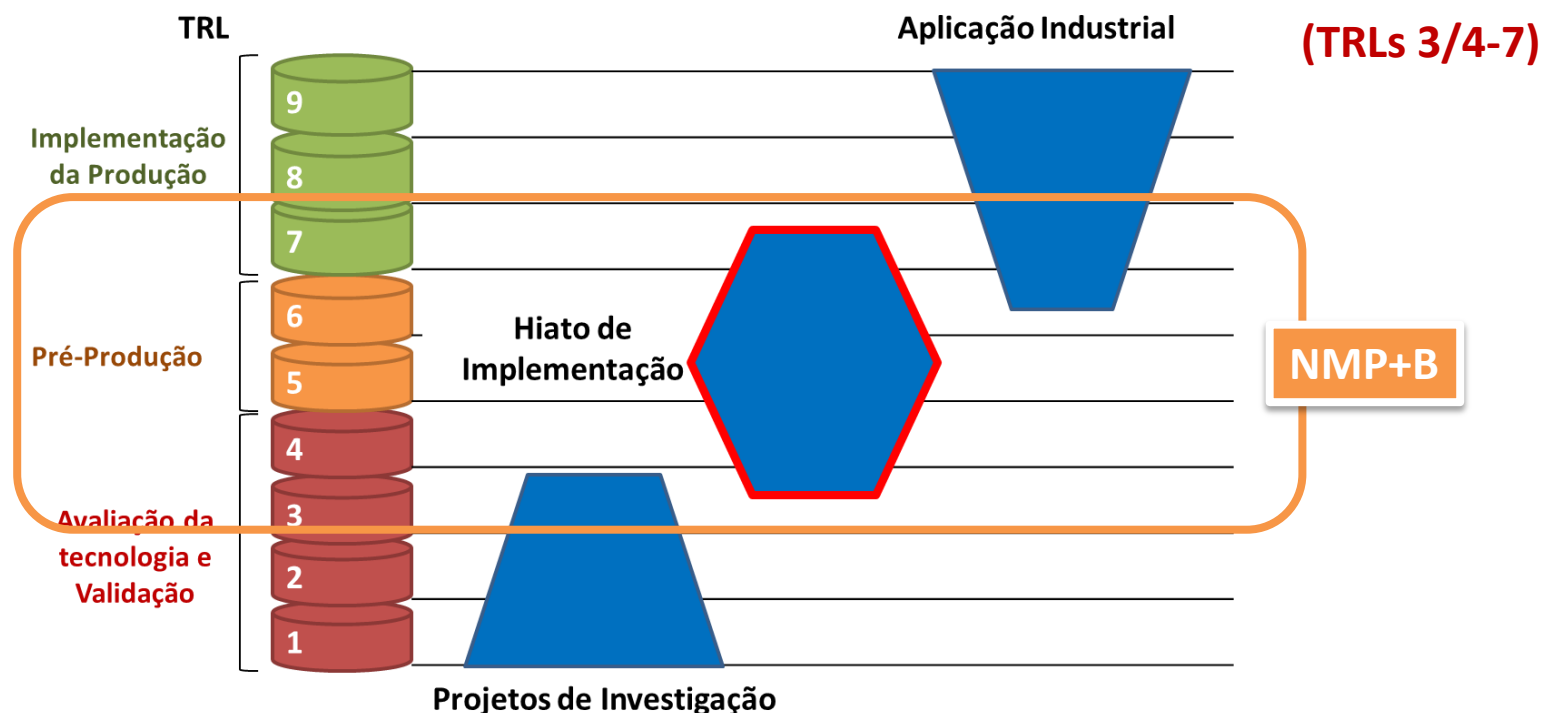 TRL
Aplicação Industrial
(TRLs 3/4-7)
9
Implementação
da Produção
8
7
6
Hiato de
Implementação
Pré-Produção
NMP+B
5
4
3
Avaliação da
tecnologia e
Validação
2
1
Projetos de Investigação